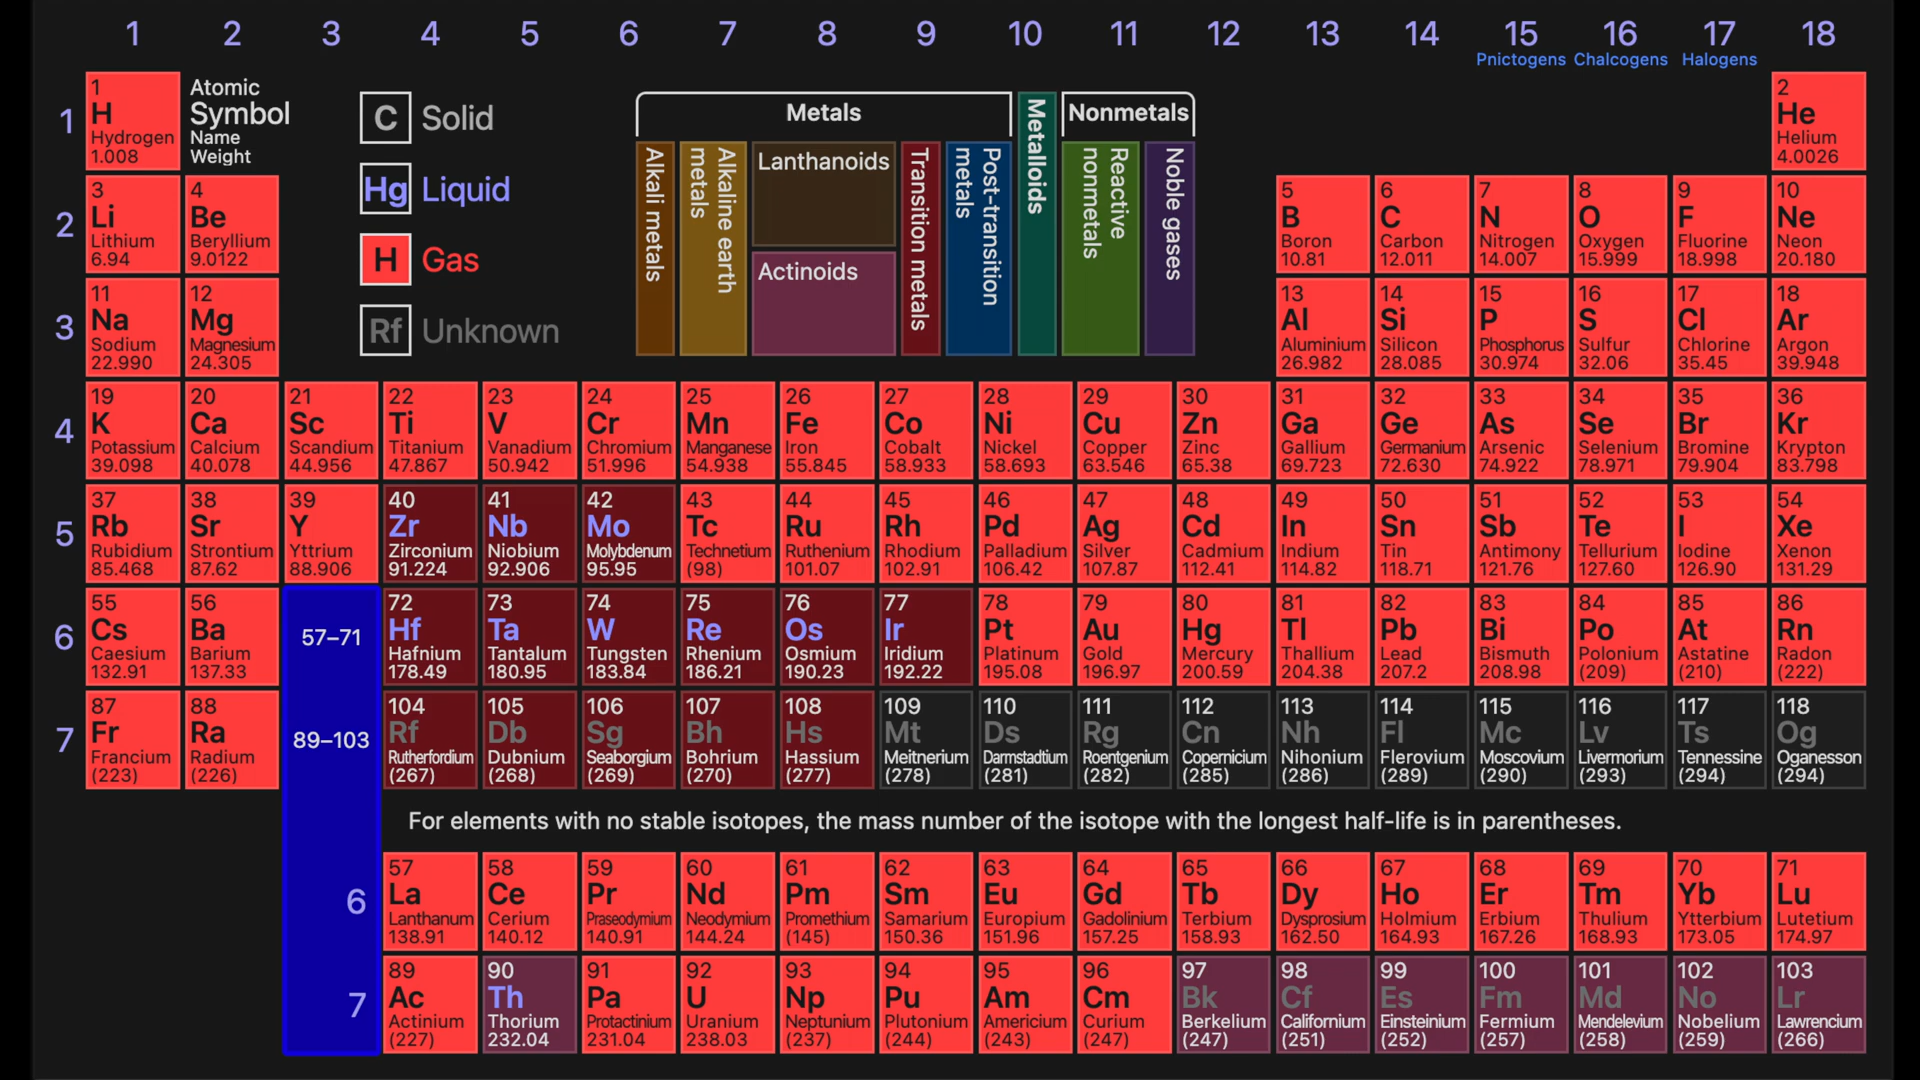 1 2 3 4 5 6 7 8 9 10 11 12 13 14 15 16 17 18
Pnictogens Chalcogens Halogens
1
1
H
Hydrogen
1.008
Atomic
Symbol
Name
Weight
C Solid
Hg Liquid
H Gas
Rf Unknown
Metals
Alkali metals
Alkaline earth
metals
Lanthanoids
Actinoids
Transition metals
Post-transition
metals
Metalloids
Nonmetals
Reactive
nonmetals
Noble gases
2
He
Helium
4.0026
2
3 4 5 6 7 8 9 10
Li Be B C N O F Ne
Lithium Beryllium Boron Carbon Nitrogen Oxygen Fluorine Neon
6.94 9.0122 10.81 12.011 14.007 15.999 18.998 20.180
3
11 12 13 14 15 16 17 18
Na Mg Al Si P S Cl Ar
Sodium Magnesium Aluminium Silicon Phosphorus Sulfur Chlorine Argon
22.990 24.305 26.982 28.085 30.974 32.06 35.45 39.948
4
19 20 21 22 23 24 25 26 27 28 29 30 31 32 33 34 35 36
K Ca Sc Ti V Cr Mn Fe Co Ni Cu Zn Ga Ge As Se Br Kr
Potassium Calcium Scandium Titanium Vanadium Chromium Manganese Iron Cobalt Nickel Copper Zinc Gallium Germanium Arsenic Selenium Bromine Krypton
39.098 40.078 44.956 47.867 50.942 51.996 54.938 55.845 58.933 58.693 63.546 65.38 69.723 72.630 74.922 78.971 79.904 83.798
5
37 38 39 40 41 42 43 44 45 46 47 48 49 50 51 52 53 54
Rb Sr Y Zr Nb Mo Tc Ru Rh Pd Ag Cd In Sn Sb Te I Xe
Rubidium Strontium Yttrium Zirconium Niobium Molybdenum Technetium Ruthenium Rhodium Palladium Silver Cadmium Indium Tin Antimony Tellurium Iodine Xenon
85.468 87.62 88.906 91.224 92.906 95.95 (98) 101.07 102.91 106.42 107.87 112.41 114.82 118.71 121.76 127.60 126.90 131.29
6
55 56 57–71 72 73 74 75 76 77 78 79 80 81 82 83 84 85 86
Cs Ba Hf Ta W Re Os Ir Pt Au Hg Tl Pb Bi Po At Rn
Caesium Barium Hafnium Tantalum Tungsten Rhenium Osmium Iridium Platinum Gold Mercury Thallium Lead Bismuth Polonium Astatine Radon
132.91 137.33 178.49 180.95 183.84 186.21 190.23 192.22 195.08 196.97 200.59 204.38 207.2 208.98 (209) (210) (222)
7
87 88 89–103 104 105 106 107 108 109 110 111 112 113 114 115 116 117 118
Fr Ra Rf Db Sg Bh Hs Mt Ds Rg Cn Nh Fl Mc Lv Ts Og
Francium Radium Rutherfordium Dubnium Seaborgium Bohrium Hassium Meitnerium Darmstadtium Roentgenium Copernicium Nihonium Flerovium Moscovium Livermorium Tennessine Oganesson
(223) (226) (267) (268) (269) (270) (277) (278) (281) (282) (285) (286) (289) (290) (293) (294) (294)
For elements with no stable isotopes, the mass number of the isotope with the longest half-life is in parentheses.
6
57 58 59 60 61 62 63 64 65 66 67 68 69 70 71
La Ce Pr Nd Pm Sm Eu Gd Tb Dy Ho Er Tm Yb Lu
Lanthanum Cerium Praseodymium Neodymium Promethium Samarium Europium Gadolinium Terbium Dysprosium Holmium Erbium Thulium Ytterbium Lutetium
138.91 140.12 140.91 144.24 (145) 150.36 151.96 157.25 158.93 162.50 164.93 167.26 168.93 173.05 174.97
7
89 90 91 92 93 94 95 96 97 98 99 100 101 102 103
Ac Th Pa U Np Pu Am Cm Bk Cf Es Fm Md No Lr
Actinium Thorium Protactinium Uranium Neptunium Plutonium Americium Curium Berkelium Californium Einsteinium Fermium Mendelevium Nobelium Lawrencium
(227) 232.04 231.04 238.03 (237) (244) (243) (247) (247) (251) (252) (257) (258) (259) (266)